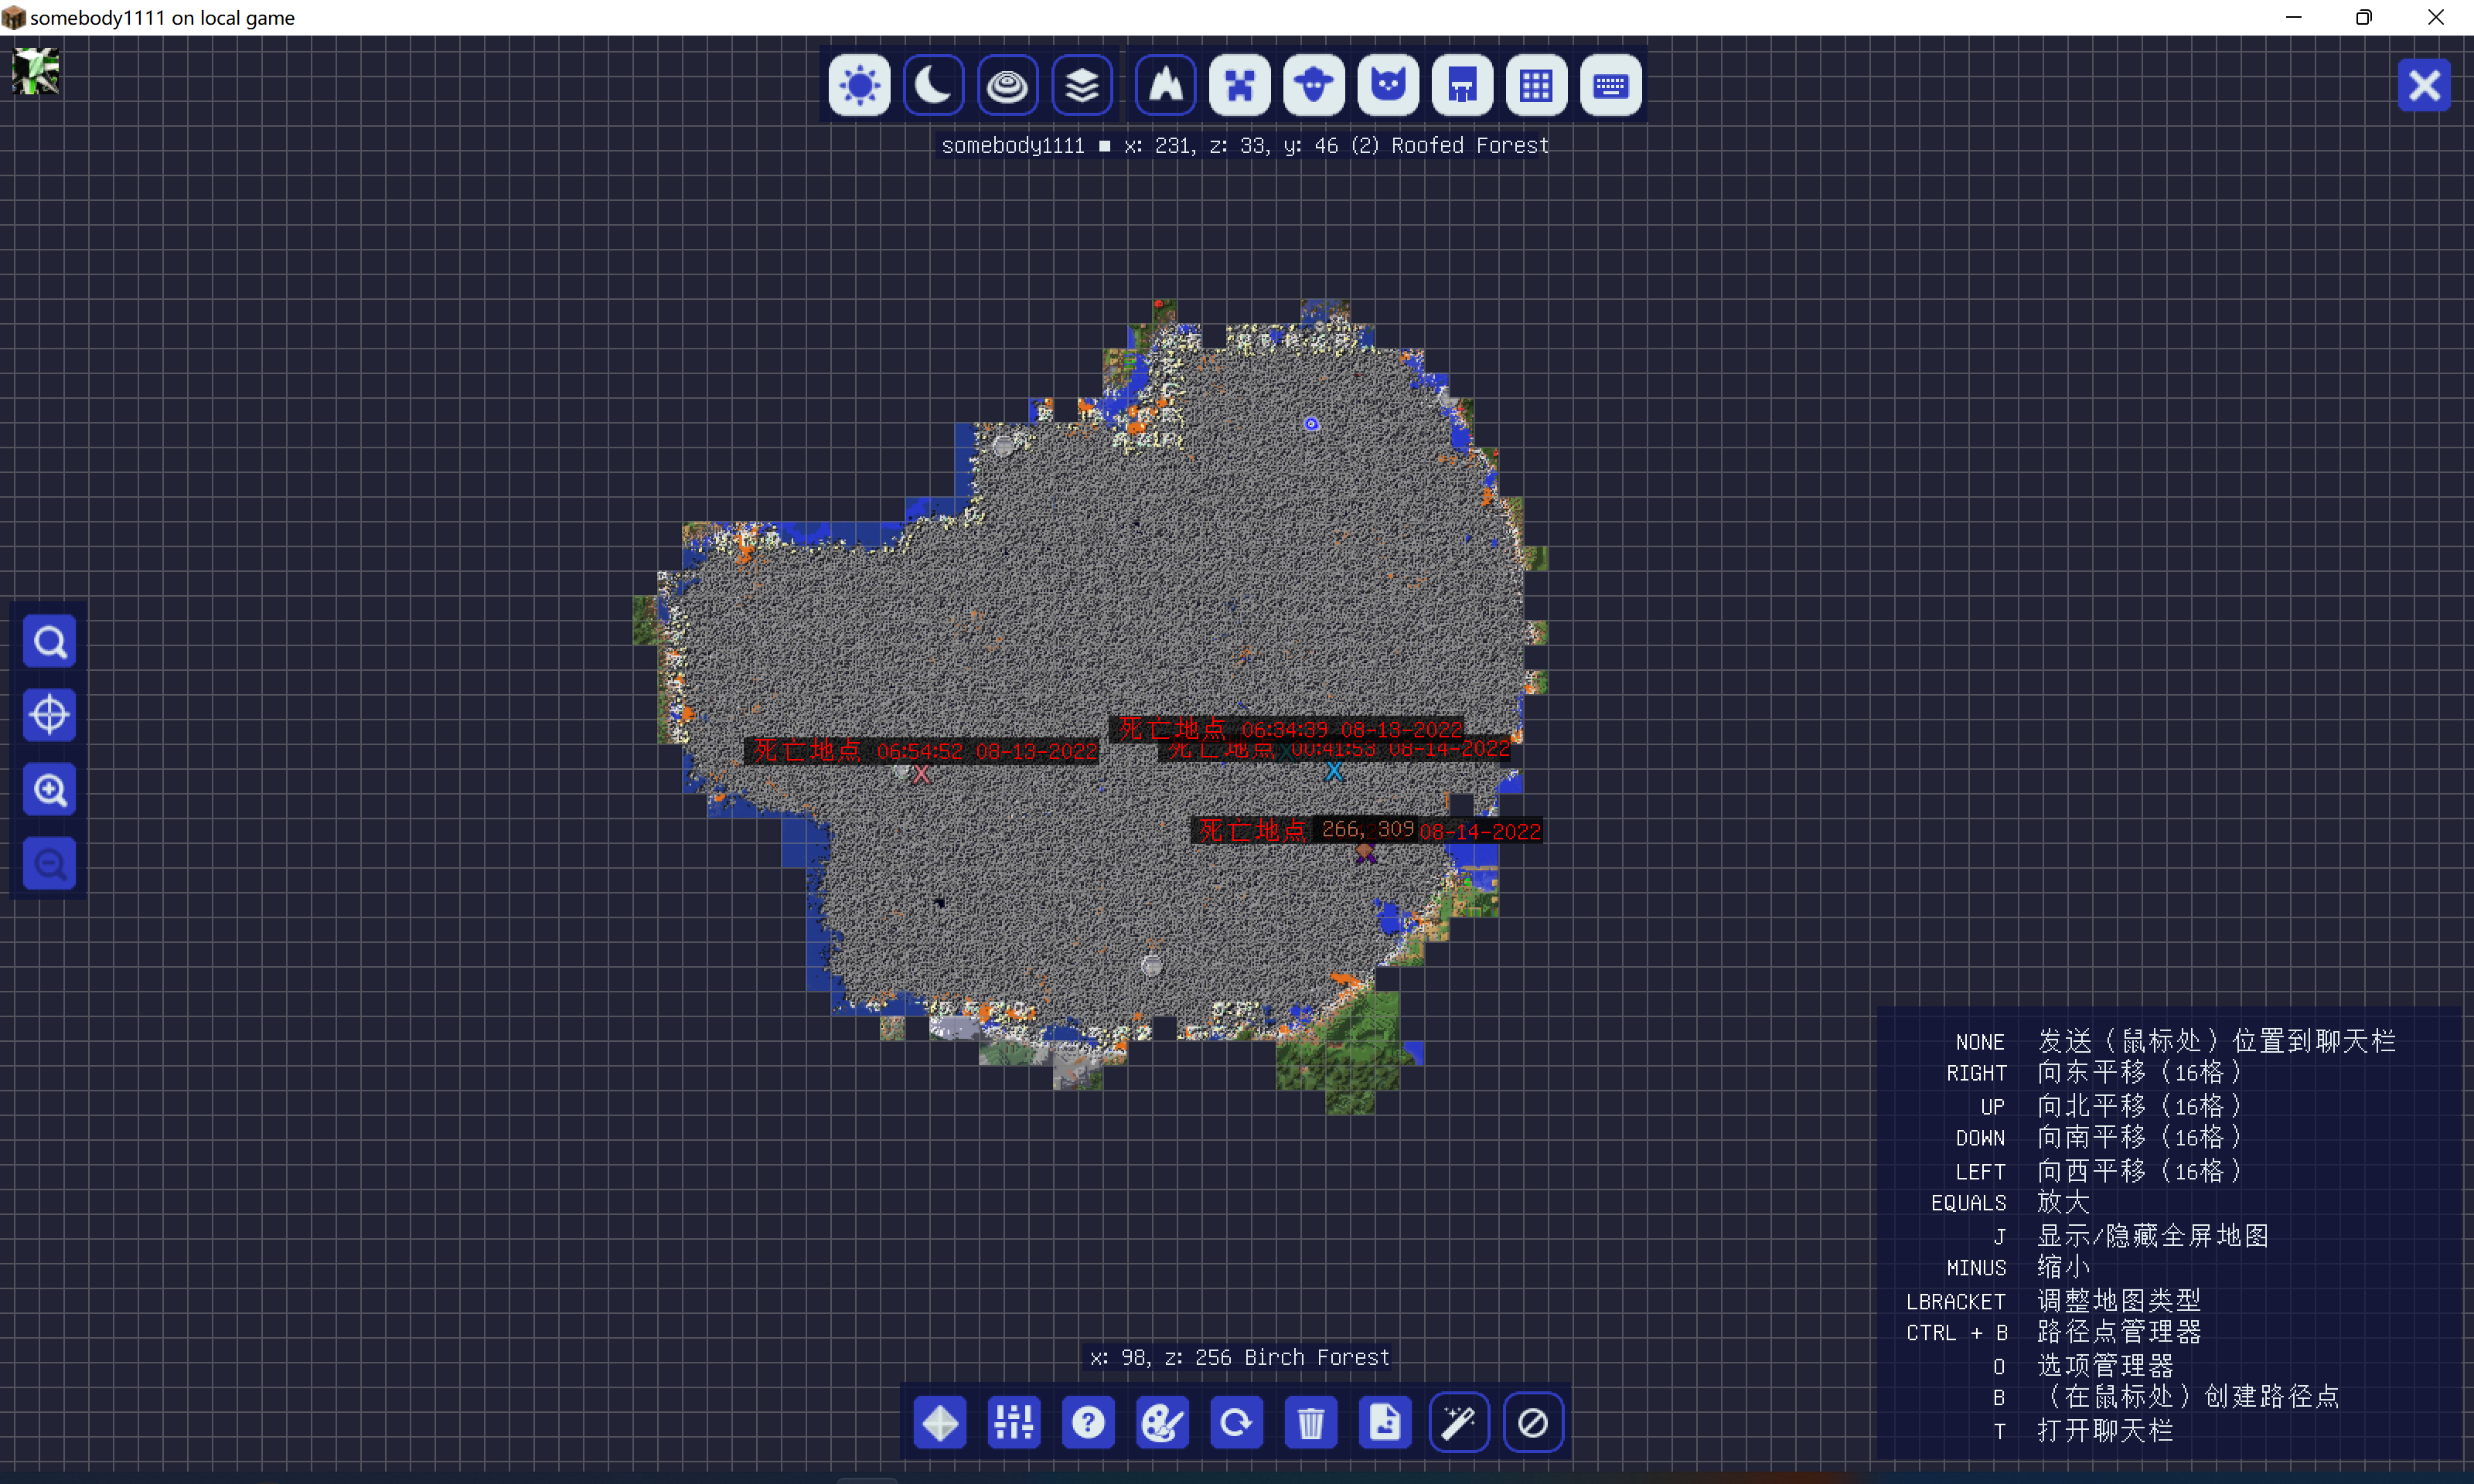 somebody1111 on local game
somebody1111 ■ x: 231, z: 33, y: 46 (2) Roofed Forest
死亡地点 06:34:39 08-13-2022
死亡地点 00:41:53 08-14-2022
死亡地点 06:54:52 08-13-2022
死亡地点 266, 309 08-14-2022
NONE 发送（鼠标处）位置到聊天栏
RIGHT 向东平移（16格）
UP 向北平移（16格）
DOWN 向南平移（16格）
LEFT 向西平移（16格）
EQUALS 放大
J 显示/隐藏全屏地图
MINUS 缩小
LBRACKET 调整地图类型
CTRL + B 路径点管理器
O 选项管理器
B （在鼠标处）创建路径点
T 打开聊天栏
x: 98, z: 256 Birch Forest